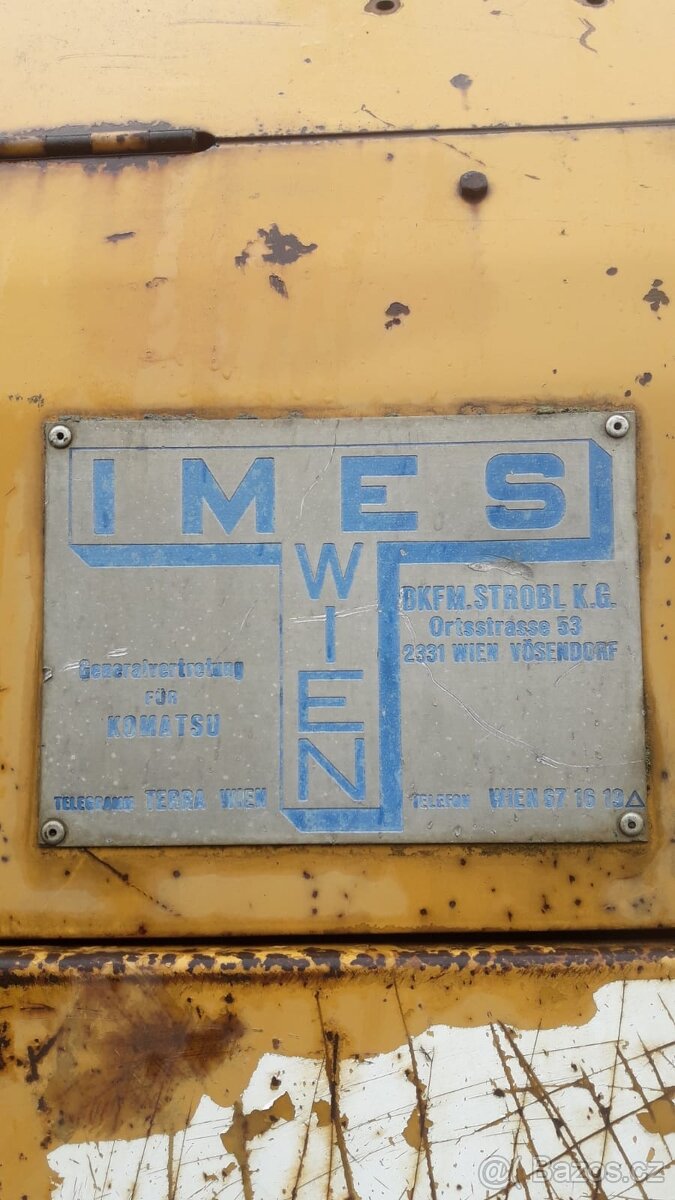 IMES
WIEN
DKFM. STROBL K.G.
Ortsstrasse 53
2331 WIEN VÖSENDORF
Generalvertretung
FÜR
KOMATSU
TELEGRAMM TERRA WIEN
TELEFON WIEN 67 16 19 △
@ Bazos.cz